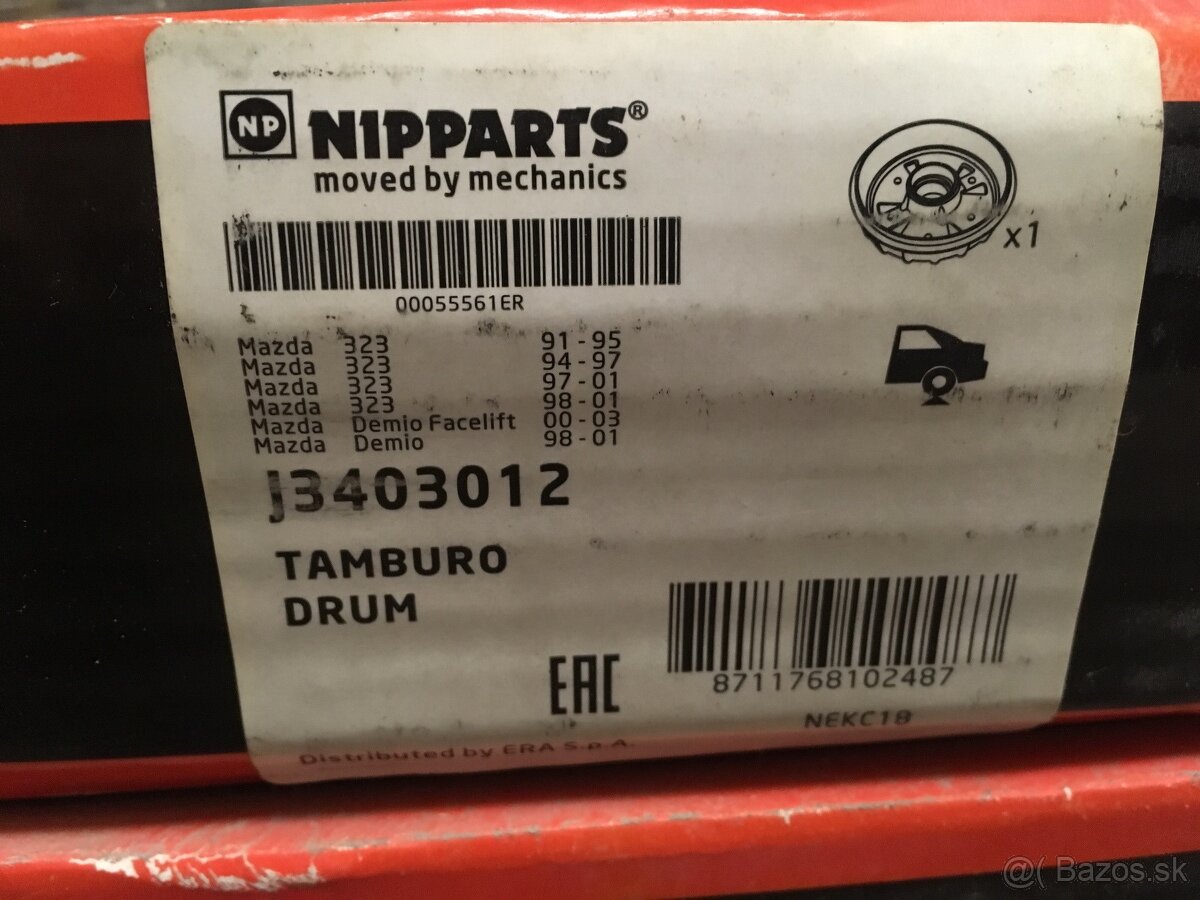 NP NIPPARTS®
moved by mechanics
x1
00055561ER
Mazda 323 91 - 95
Mazda 323 94 - 97
Mazda 323 97 - 01
Mazda 323 98 - 01
Mazda Demio Facelift 00 - 03
Mazda Demio 98 - 01
J3403012
TAMBURO
DRUM
EAC
8711768102487
NEKC18
Distributed by ERA S.p.A.
@( Bazos.sk